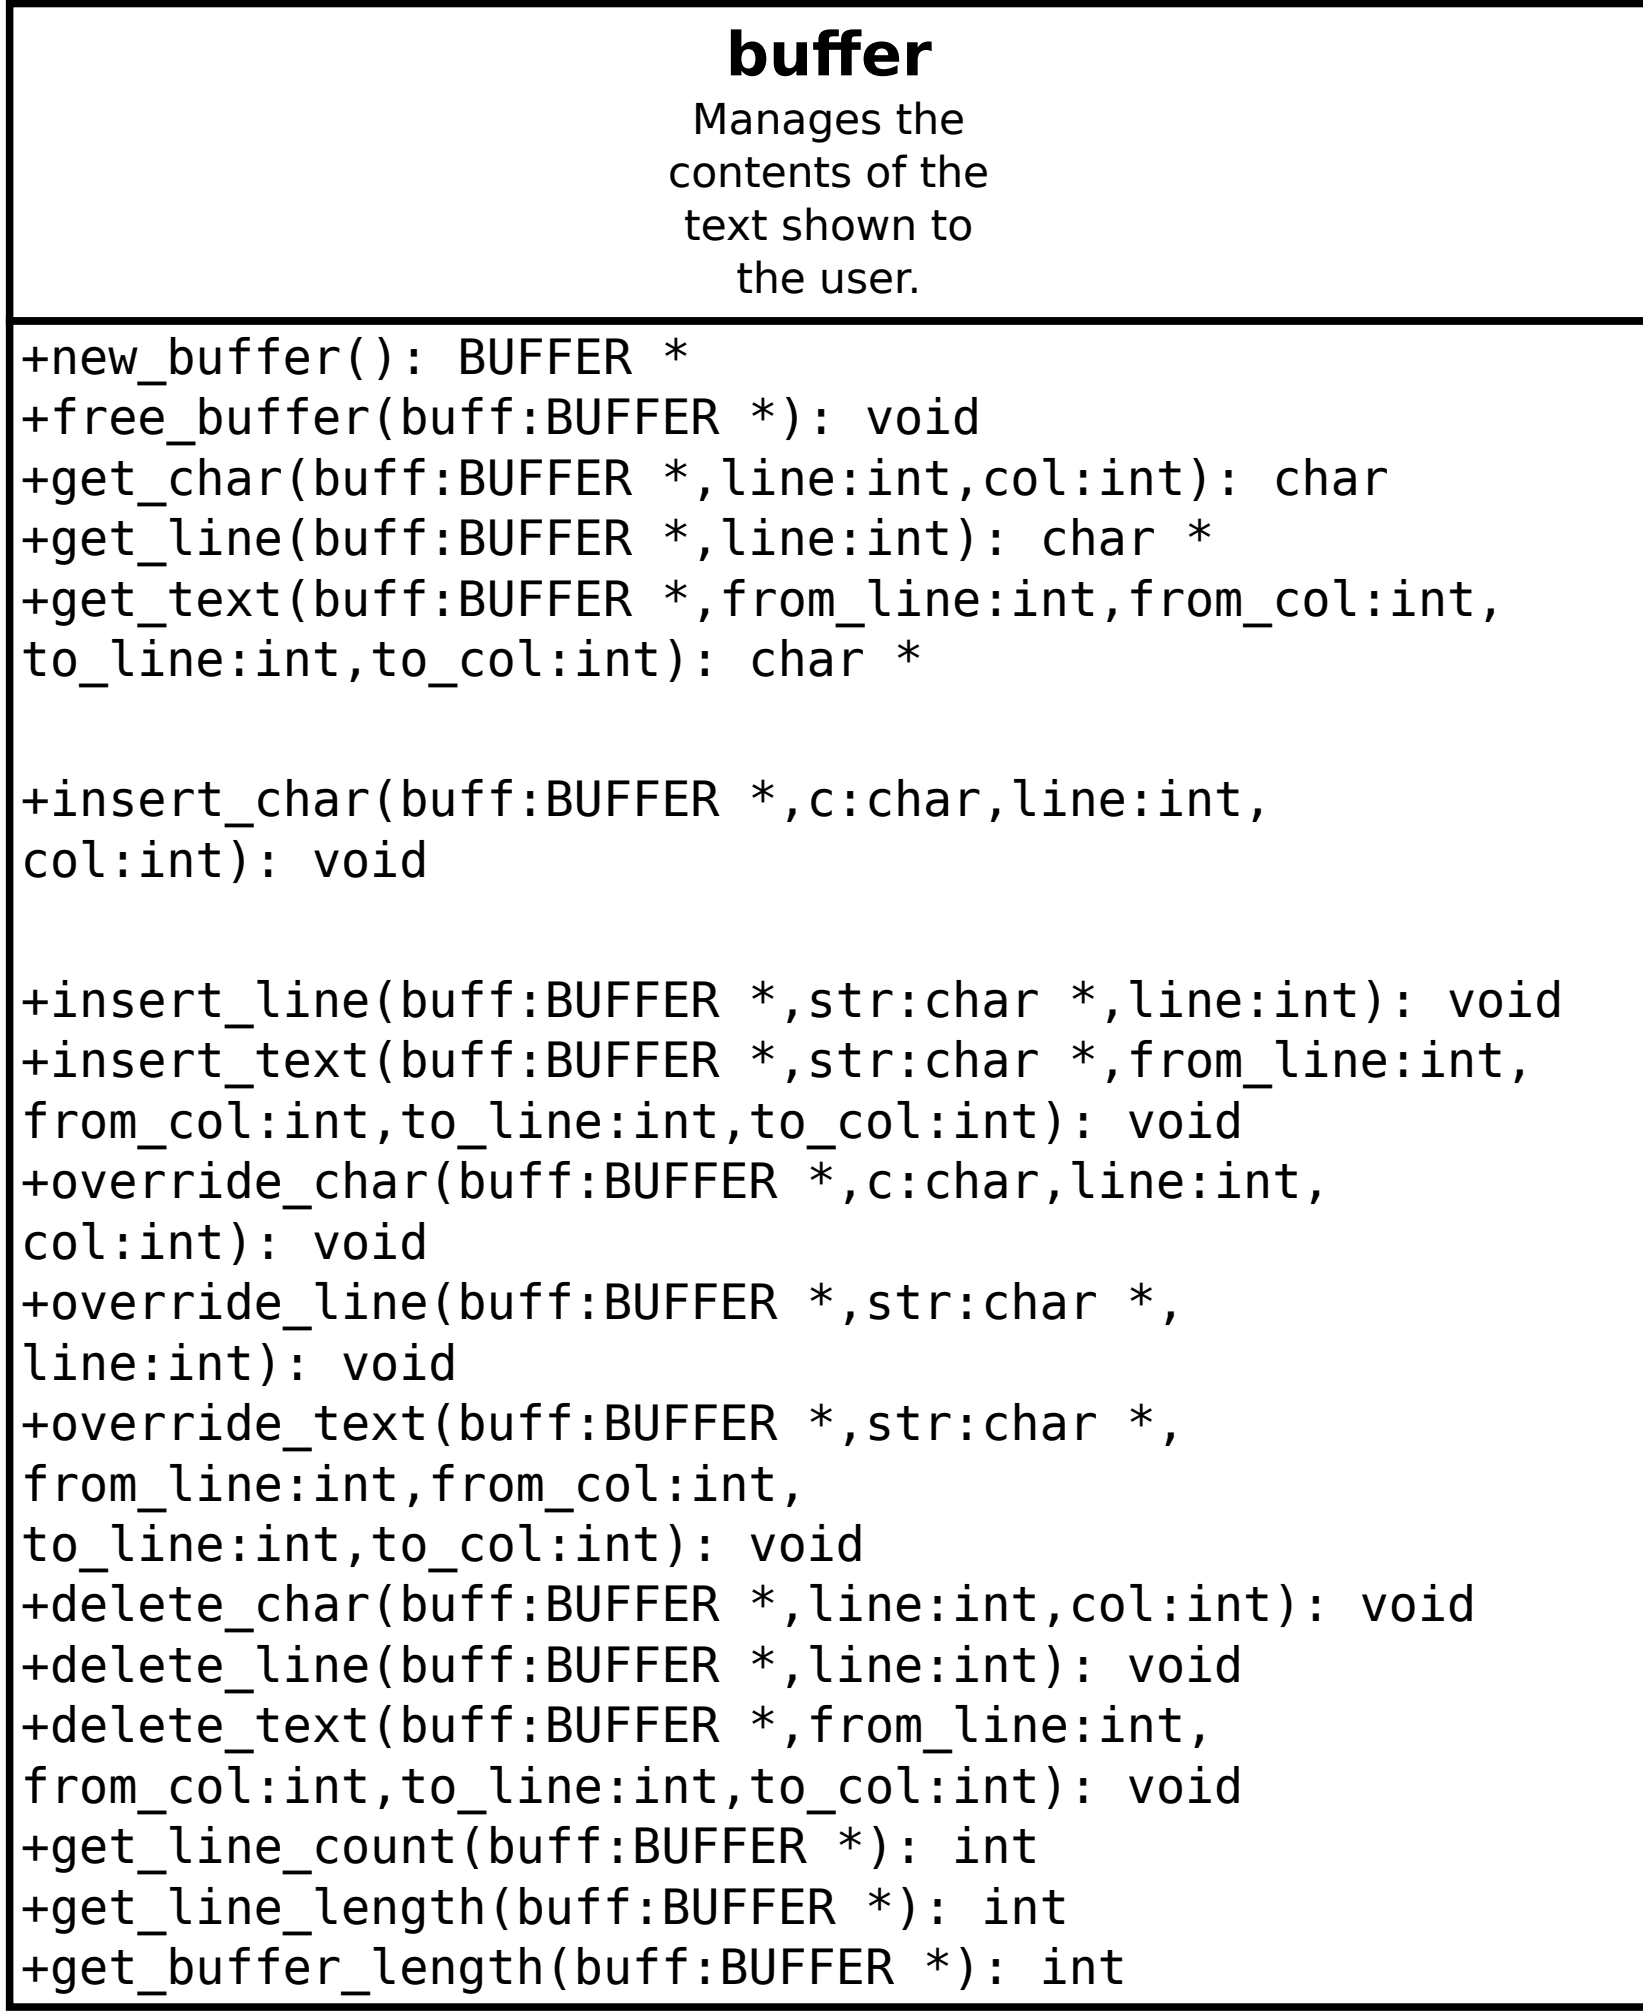 buffer
Manages the
contents of the
text shown to
the user.
+new_buffer(): BUFFER *
+free_buffer(buff:BUFFER *): void
+get_char(buff:BUFFER *,line:int,col:int): char
+get_line(buff:BUFFER *,line:int): char *
+get_text(buff:BUFFER *,from_line:int,from_col:int,
to_line:int,to_col:int): char *
+insert_char(buff:BUFFER *,c:char,line:int,
col:int): void
+insert_line(buff:BUFFER *,str:char *,line:int): void
+insert_text(buff:BUFFER *,str:char *,from_line:int,
from_col:int,to_line:int,to_col:int): void
+override_char(buff:BUFFER *,c:char,line:int,
col:int): void
+override_line(buff:BUFFER *,str:char *,
line:int): void
+override_text(buff:BUFFER *,str:char *,
from_line:int,from_col:int,
to_line:int,to_col:int): void
+delete_char(buff:BUFFER *,line:int,col:int): void
+delete_line(buff:BUFFER *,line:int): void
+delete_text(buff:BUFFER *,from_line:int,
from_col:int,to_line:int,to_col:int): void
+get_line_count(buff:BUFFER *): int
+get_line_length(buff:BUFFER *): int
+get_buffer_length(buff:BUFFER *): int